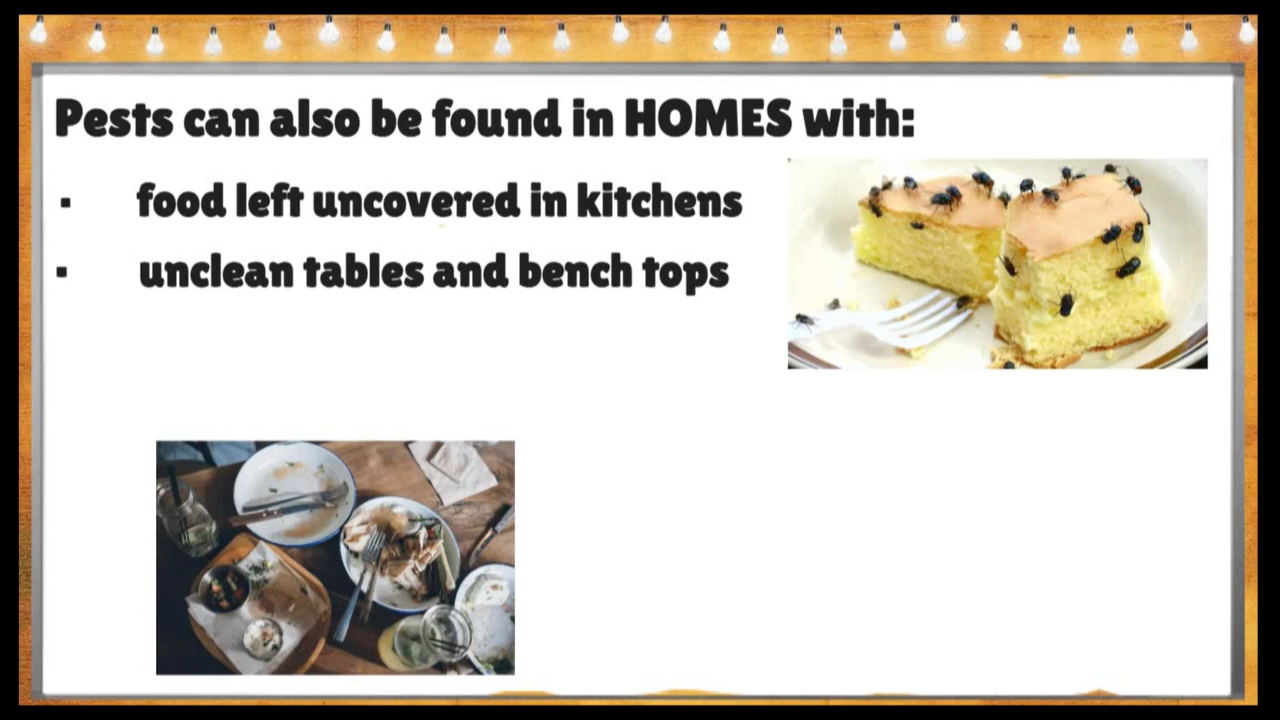 Pests can also be found in HOMES with:
▪ food left uncovered in kitchens
▪ unclean tables and bench tops